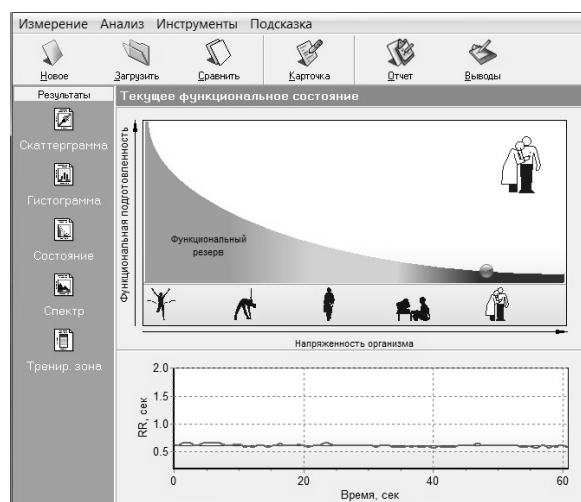 Измерение Анализ Инструменты Подсказка
Новое Загрузить Сравнить Карточка Отчет Выводы
Результаты
Скаттерграмма
Гистограмма
Состояние
Спектр
Тренир. зона
Текущее функциональное состояние
Функциональная подготовленность
Функциональный
резерв
Напряженность организма
RR, сек
2.0
1.5
1.0
0.5
0 20 40 60
Время, сек